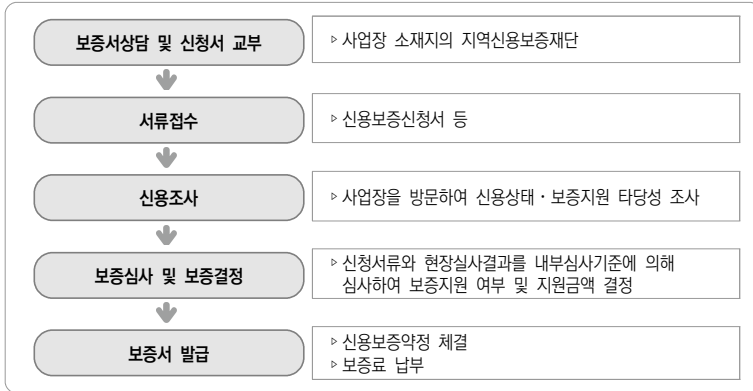 보증서상담 및 신청서 교부
▹사업장 소재지의 지역신용보증재단
서류접수
▹신용보증신청서 등
신용조사
▹사업장을 방문하여 신용상태·보증지원 타당성 조사
보증심사 및 보증결정
▹신청서류와 현장실사결과를 내부심사기준에 의해
심사하여 보증지원 여부 및 지원금액 결정
보증서 발급
▹신용보증약정 체결
▹보증료 납부